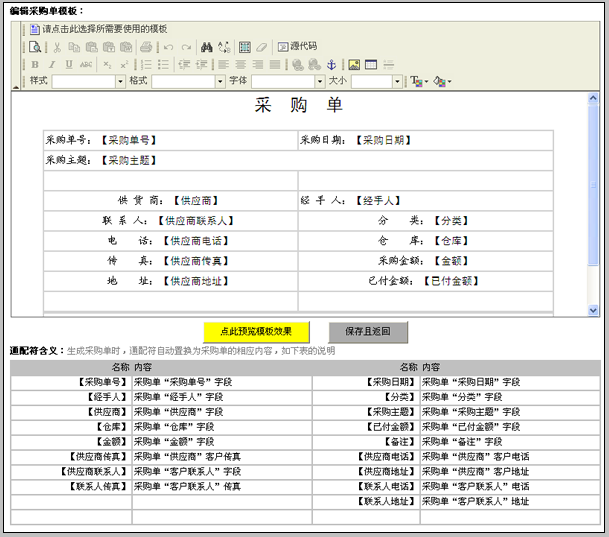 编辑采购单模板：
请点击此选择所需要使用的模板
源代码
B I U ABC x₂ x²
样式 格式 字体 大小
采 购 单
采购单号：【采购单号】 采购日期：【采购日期】
采购主题：【采购主题】
供 货 商：【供应商】 经 手 人：【经手人】
联 系 人：【供应商联系人】 分 类：【分类】
电 话：【供应商电话】 仓 库：【仓库】
传 真：【供应商传真】 采购金额：【金额】
地 址：【供应商地址】 已付金额：【已付金额】
点此预览模板效果 保存且返回
通配符含义：生成采购单时，通配符自动置换为采购单的相应内容，如下表的说明
名称 内容 名称 内容
【采购单号】 采购单“采购单号”字段 【采购日期】 采购单“采购日期”字段
【经手人】 采购单“经手人”字段 【分类】 采购单“分类”字段
【供应商】 采购单“供应商”字段 【采购主题】 采购单“采购主题”字段
【仓库】 采购单“仓库”字段 【已付金额】 采购单“已付金额”字段
【金额】 采购单“金额”字段 【备注】 采购单“备注”字段
【供应商传真】 采购单“供应商”客户传真 【供应商电话】 采购单“供应商”客户电话
【供应商联系人】 采购单“客户联系人”字段 【供应商地址】 采购单“供应商”客户地址
【联系人传真】 采购单“客户联系人”传真 【联系人电话】 采购单“客户联系人”电话
【联系人地址】 采购单“客户联系人”地址